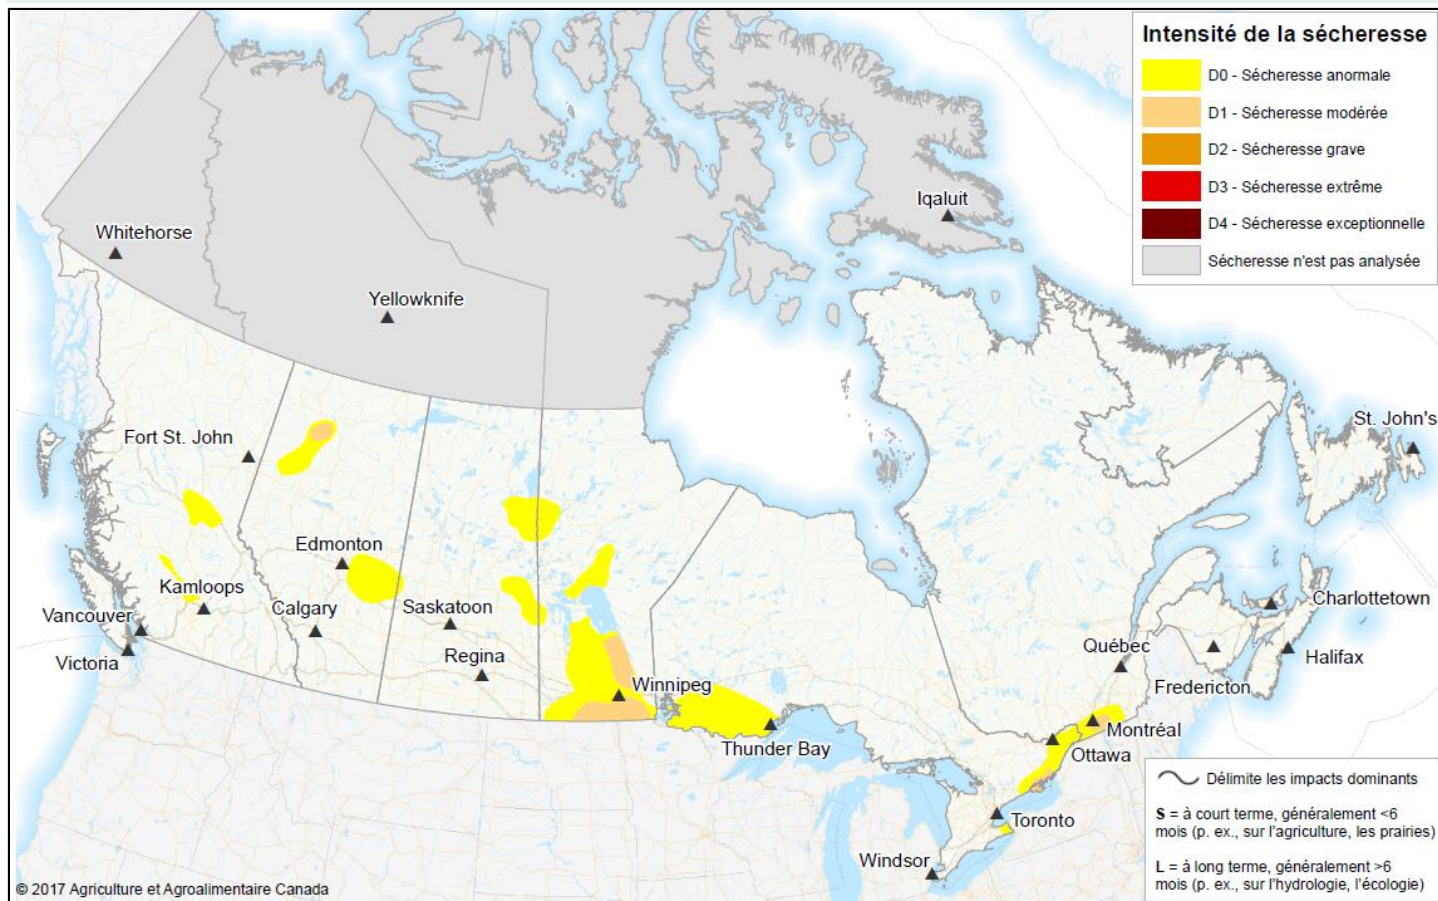 Intensité de la sécheresse
D0 - Sécheresse anormale
D1 - Sécheresse modérée
D2 - Sécheresse grave
D3 - Sécheresse extrême
D4 - Sécheresse exceptionnelle
Sécheresse n'est pas analysée
Iqaluit
Whitehorse
Yellowknife
Fort St. John
St. John's
Edmonton
Kamloops
Calgary
Saskatoon
Vancouver
Charlottetown
Victoria
Regina
Québec
Halifax
Winnipeg
Fredericton
Montréal
Thunder Bay
Ottawa
Toronto
Windsor
Délimite les impacts dominants
S = à court terme, généralement <6
mois (p. ex., sur l'agriculture, les prairies)
L = à long terme, généralement >6
mois (p. ex., sur l'hydrologie, l'écologie)
© 2017 Agriculture et Agroalimentaire Canada